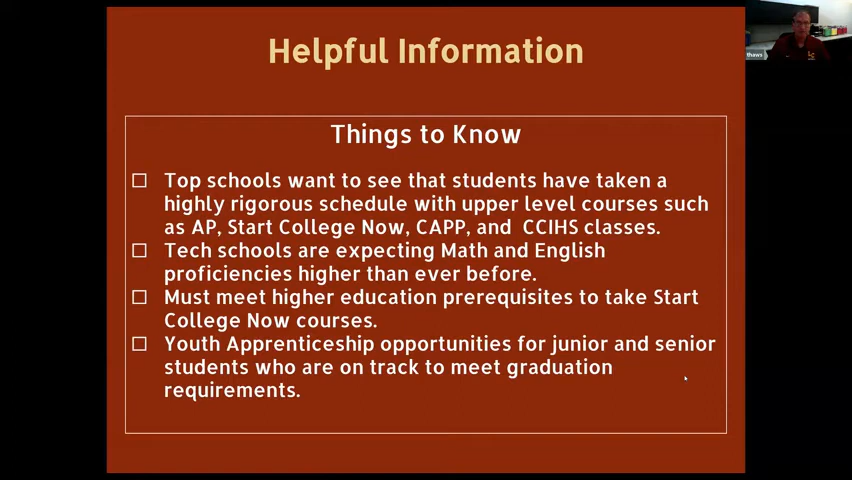 Helpful Information
thaws
Things to Know
Top schools want to see that students have taken a
highly rigorous schedule with upper level courses such
as AP, Start College Now, CAPP, and CCIHS classes.
Tech schools are expecting Math and English
proficiencies higher than ever before.
Must meet higher education prerequisites to take Start
College Now courses.
Youth Apprenticeship opportunities for junior and senior
students who are on track to meet graduation
requirements.